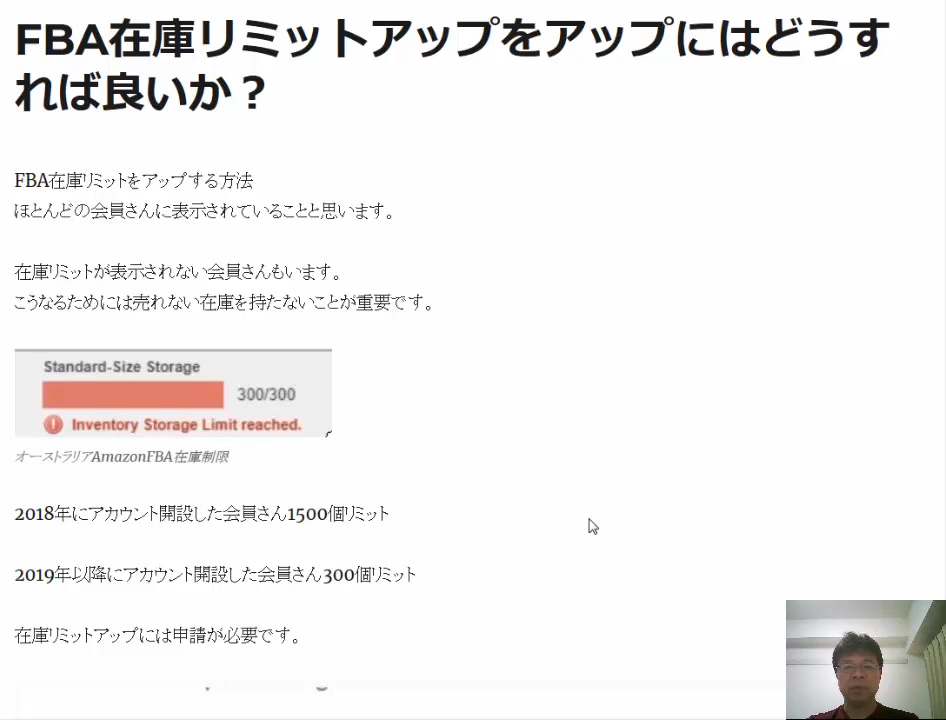 FBA在庫リミットアップをアップにはどうす
れば良いか？
FBA在庫リミットをアップする方法
ほとんどの会員さんに表示されていることと思います。
在庫リミットが表示されない会員さんもいます。
こうなるためには売れない在庫を持たないことが重要です。
Standard-Size Storage
300/300
Inventory Storage Limit reached.
オーストラリアAmazonFBA在庫制限
2018年にアカウント開設した会員さん1500個リミット
2019年以降にアカウント開設した会員さん300個リミット
在庫リミットアップには申請が必要です。